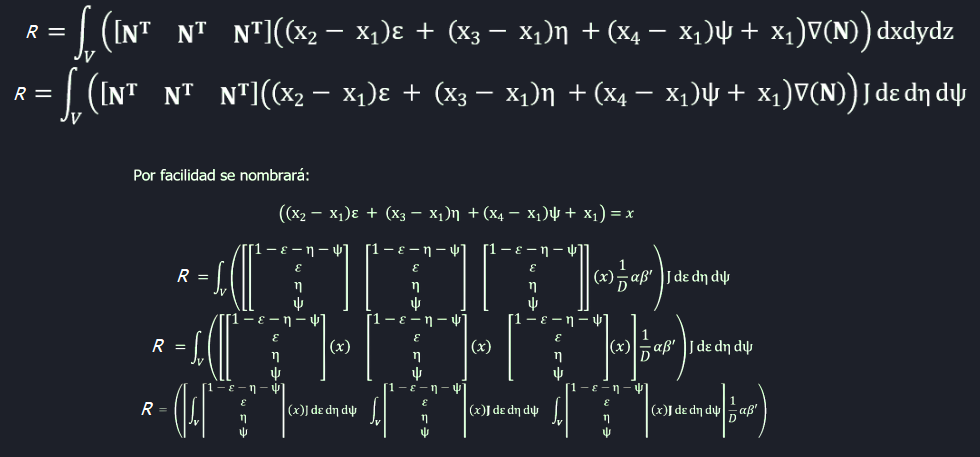 R = ∫_V ([Nᵀ Nᵀ Nᵀ]((x₂ − x₁)ε + (x₃ − x₁)η + (x₄ − x₁)ψ + x₁)∇(N)) dxdydz
R = ∫_V ([Nᵀ Nᵀ Nᵀ]((x₂ − x₁)ε + (x₃ − x₁)η + (x₄ − x₁)ψ + x₁)∇(N)) J dε dη dψ
Por facilidad se nombrará:
((x₂ − x₁)ε + (x₃ − x₁)η + (x₄ − x₁)ψ + x₁) = x
R = ∫_V ([[1 − ε − η − ψ; ε; η; ψ] [1 − ε − η − ψ; ε; η; ψ] [1 − ε − η − ψ; ε; η; ψ]] (x) 1/D αβ′) J dε dη dψ
R = ∫_V ([[1 − ε − η − ψ; ε; η; ψ] (x) [1 − ε − η − ψ; ε; η; ψ] (x) [1 − ε − η − ψ; ε; η; ψ] (x)] 1/D αβ′) J dε dη dψ
R = ([∫_V [1 − ε − η − ψ; ε; η; ψ] (x)J dε dη dψ ∫_V [1 − ε − η − ψ; ε; η; ψ] (x)J dε dη dψ ∫_V [1 − ε − η − ψ; ε; η; ψ] (x)J dε dη dψ] 1/D αβ′)